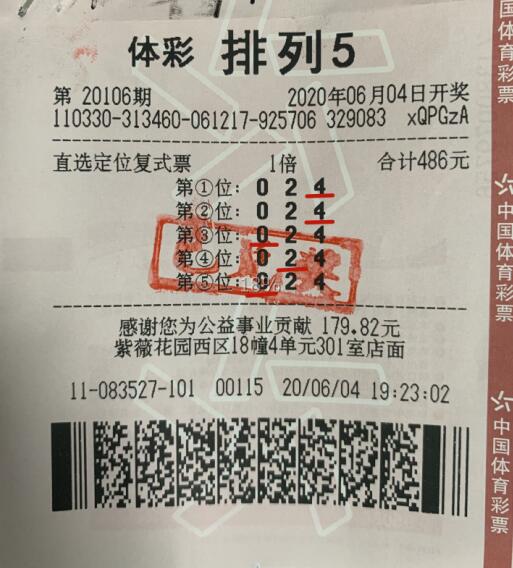 体彩 排列5
第 20106期 2020年06月04日开奖
110330-313460-061217-925706 329083 xQPGzA
直选定位复式票 1倍 合计486元
第①位: 0 2 4
第②位: 0 2 4
第③位: 0 2 4
第④位: 0 2 4
第⑤位: 0 2 4
感谢您为公益事业贡献 179.82元
紫薇花园西区18幢4单元301室店面
11-083527-101 00115 20/06/04 19:23:02
中国体育彩票
中国体育彩票
中国体育彩票